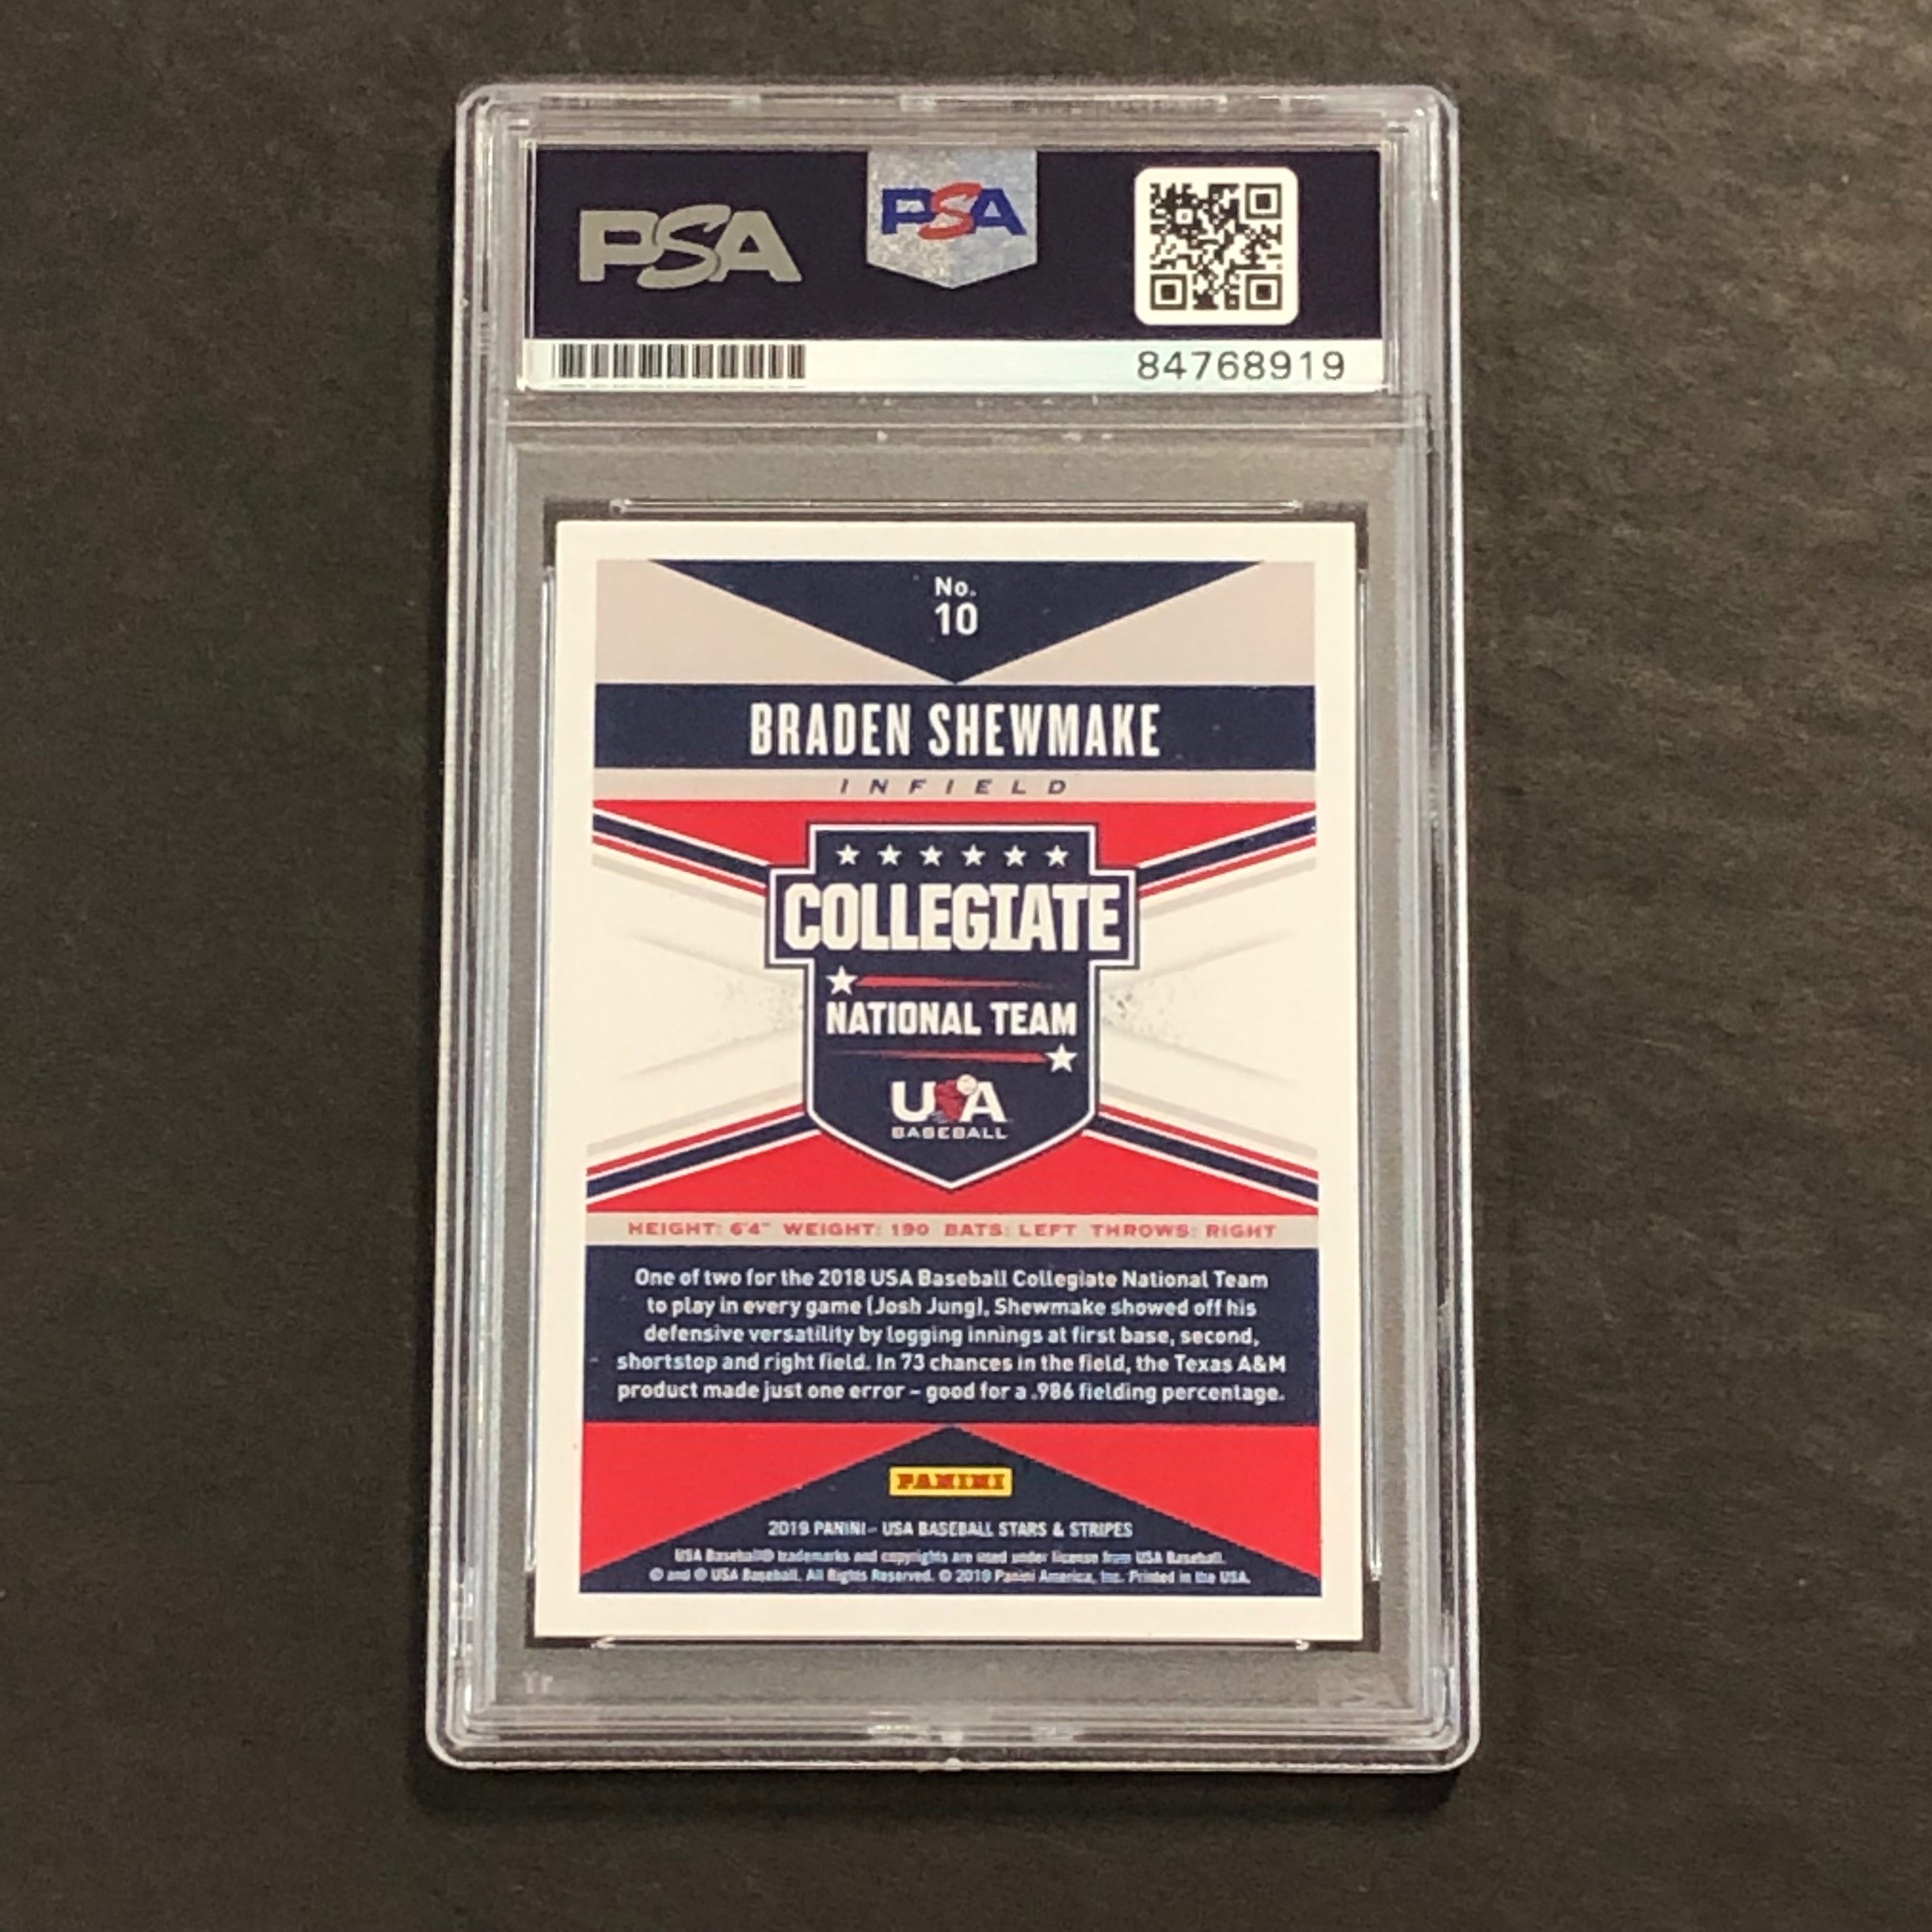 PSA
PSA
84768919
No.
10
BRADEN SHEWMAKE
INFIELD
COLLEGIATE
NATIONAL TEAM
USA
BASEBALL
HEIGHT: 6'4" WEIGHT: 190 BATS: LEFT THROWS: RIGHT
One of two for the 2018 USA Baseball Collegiate National Team
to play in every game (Josh Jung), Shewmake showed off his
defensive versatility by logging innings at first base, second,
shortstop and right field. In 73 chances in the field, the Texas A&M
product made just one error – good for a .986 fielding percentage.
PANINI
2019 PANINI – USA BASEBALL STARS & STRIPES
USA Baseball® trademarks and copyrights are used under license from USA Baseball.
© and ® USA Baseball. All Rights Reserved. © 2019 Panini America, Inc. Printed in the USA.